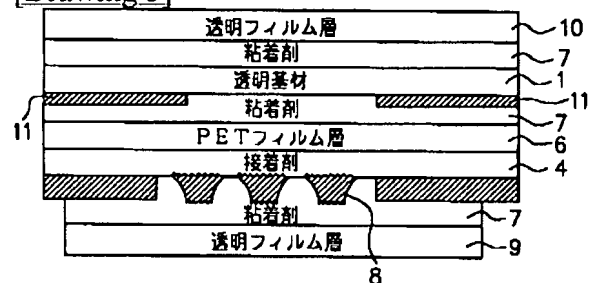 透明フィルム層 10
粘着剤 7
透明基材 1
11 粘着剤 11
7
PETフィルム層 6
接着剤 4
粘着剤 7
透明フィルム層 9
8